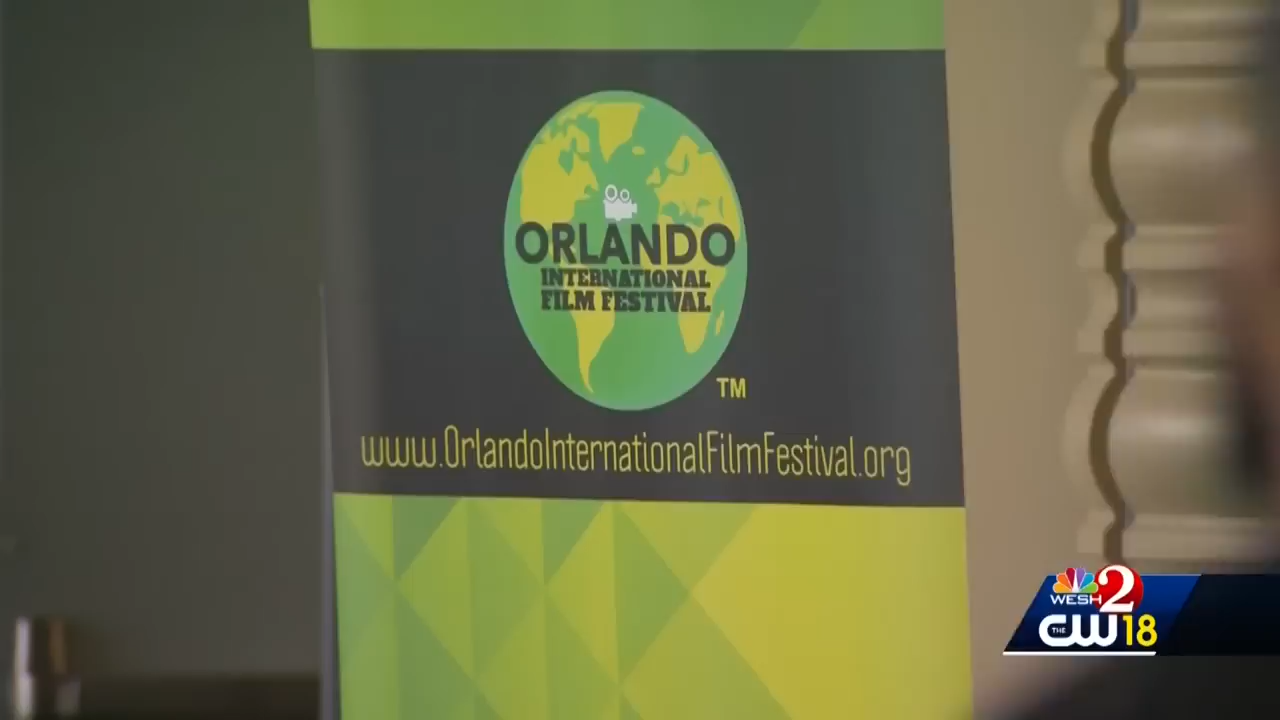 ORLANDO
INTERNATIONAL
FILM FESTIVAL
TM
www.OrlandoInternationalFilmFestival.org
WESH 2
THE CW 18